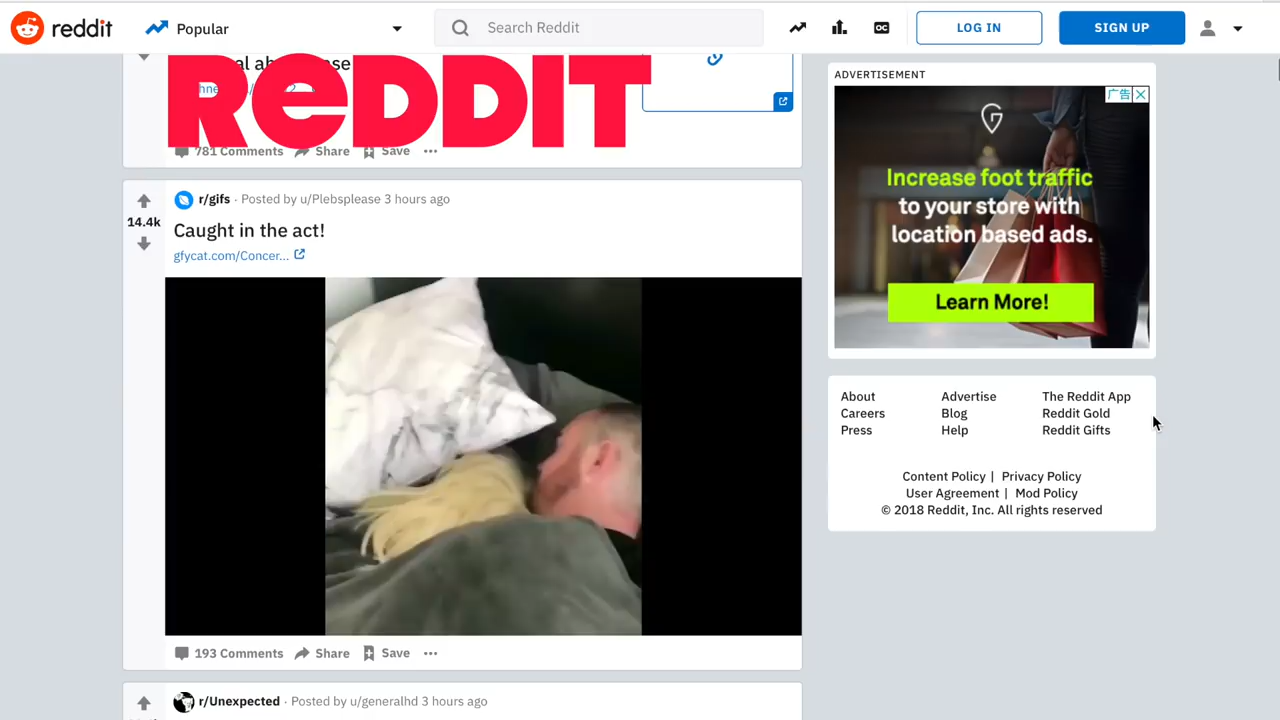 reddit
Popular
Search Reddit
LOG IN
SIGN UP
REDDIT
781 Comments
Share
Save
r/gifs · Posted by u/Plebsplease 3 hours ago
14.4k
Caught in the act!
gfycat.com/Concer...
193 Comments
Share
Save
r/Unexpected · Posted by u/generalhd 3 hours ago
ADVERTISEMENT
广告
Increase foot traffic
to your store with
location based ads.
Learn More!
About
Advertise
The Reddit App
Careers
Blog
Reddit Gold
Press
Help
Reddit Gifts
Content Policy | Privacy Policy
User Agreement | Mod Policy
© 2018 Reddit, Inc. All rights reserved